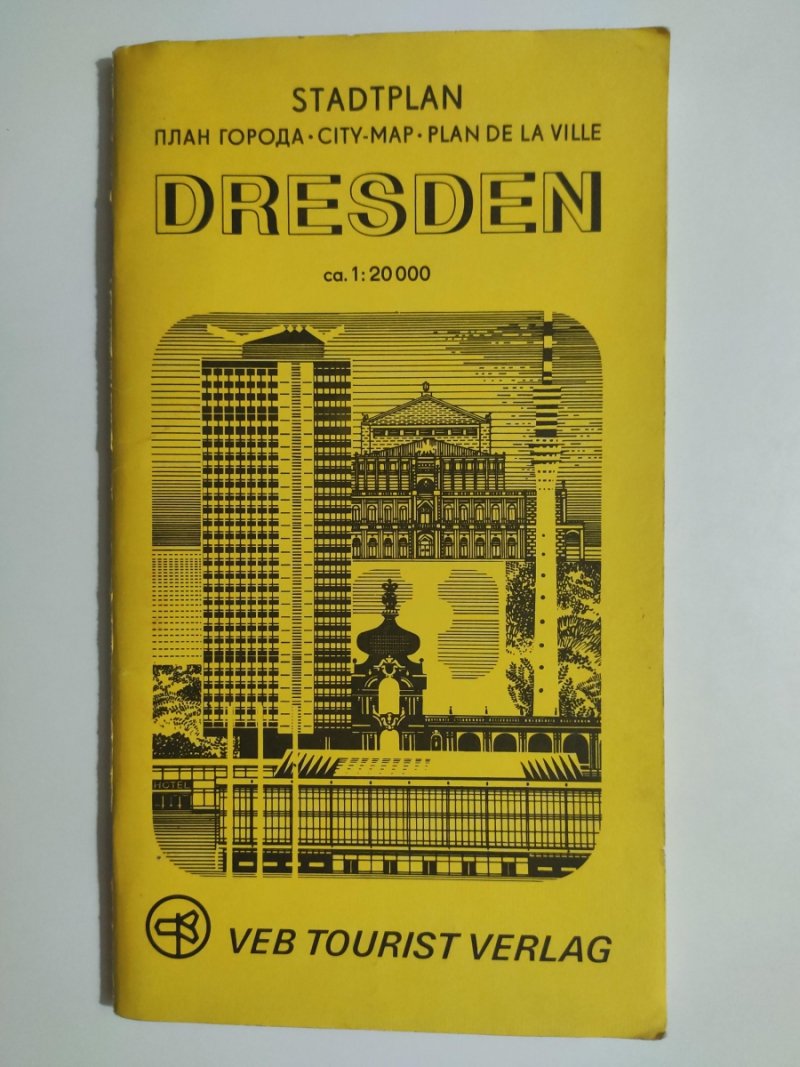 STADTPLAN
ПЛАН ГОРОДА · CITY-MAP · PLAN DE LA VILLE
DRESDEN
ca. 1:20 000
HOTEL
VEB TOURIST VERLAG